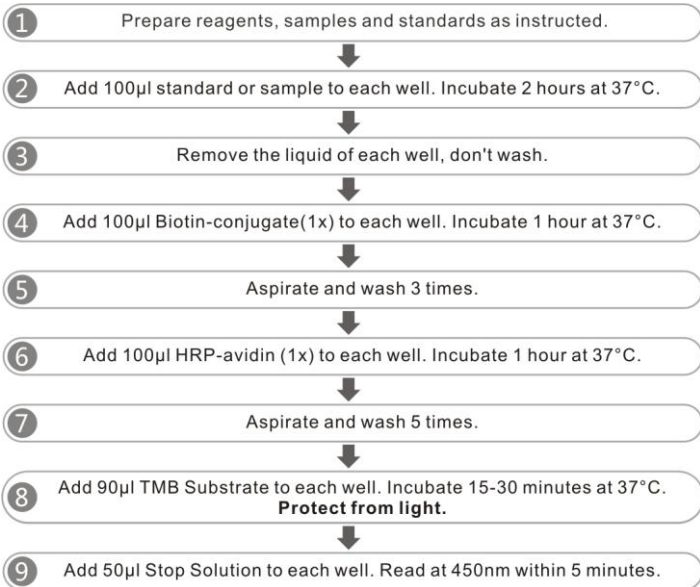 1 Prepare reagents, samples and standards as instructed.
2 Add 100μl standard or sample to each well. Incubate 2 hours at 37°C.
3 Remove the liquid of each well, don't wash.
4 Add 100μl Biotin-conjugate(1x) to each well. Incubate 1 hour at 37°C.
5 Aspirate and wash 3 times.
6 Add 100μl HRP-avidin (1x) to each well. Incubate 1 hour at 37°C.
7 Aspirate and wash 5 times.
8 Add 90μl TMB Substrate to each well. Incubate 15-30 minutes at 37°C.
Protect from light.
9 Add 50μl Stop Solution to each well. Read at 450nm within 5 minutes.